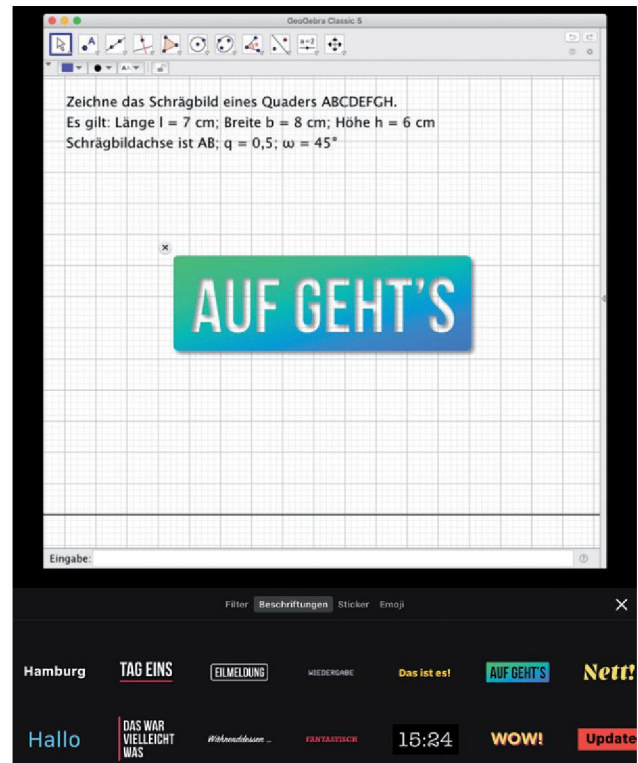 GeoGebra Classic 5
Zeichne das Schrägbild eines Quaders ABCDEFGH.
Es gilt: Länge l = 7 cm; Breite b = 8 cm; Höhe h = 6 cm
Schrägbildachse ist AB; q = 0,5; ω = 45°
AUF GEHT'S
Eingabe:
Filter Beschriftungen Sticker Emoji
Hamburg TAG EINS EILMELDUNG WIEDERGABE Das ist es! AUF GEHT'S Nett!
Hallo DAS WAR VIELLEICHT WAS Währenddessen ... FANTASTISCH 15:24 WOW! Update